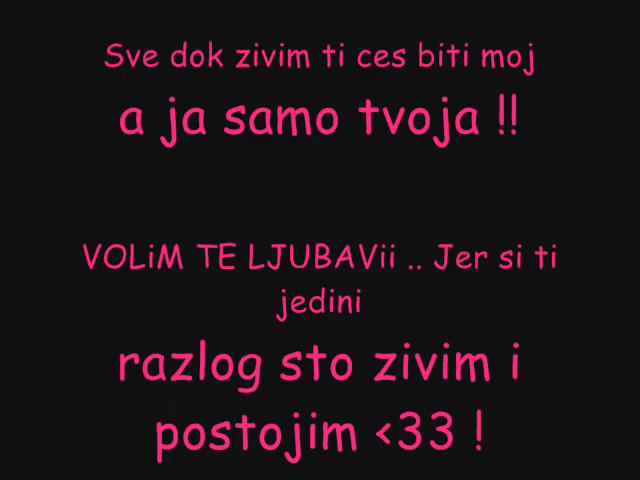 Sve dok zivim ti ces biti moj
a ja samo tvoja !!
VOLiM TE LJUBAVii .. Jer si ti
jedini
razlog sto zivim i
postojim <33 !